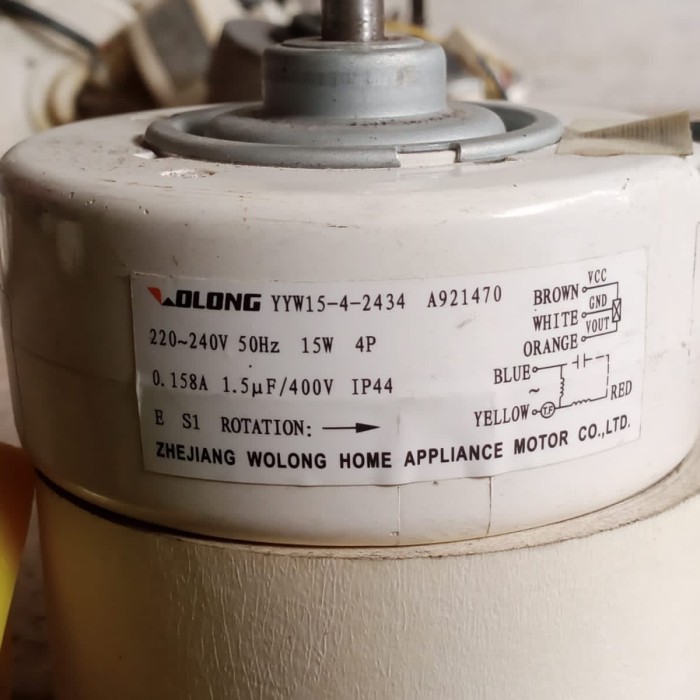 WOLONG YYW15-4-2434 A921470
220~240V 50Hz 15W 4P
0.158A 1.5μF/400V IP44
E S1 ROTATION:
ZHEJIANG WOLONG HOME APPLIANCE MOTOR CO.,LTD.
BROWN VCC
WHITE GND
ORANGE VOUT
BLUE
~
RED
YELLOW T.F